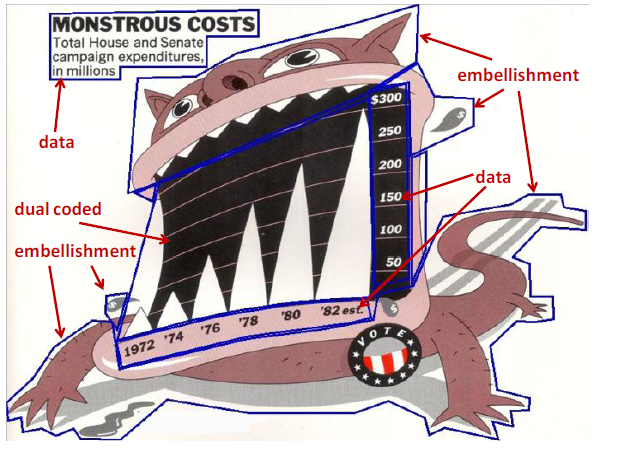 MONSTROUS COSTS
Total House and Senate
campaign expenditures,
in millions
embellishment
$300
250
data
200
data
150
dual coded
100
embellishment
50
1972 '74 '76 '78 '80 '82 est.
VOTE
$
$
$